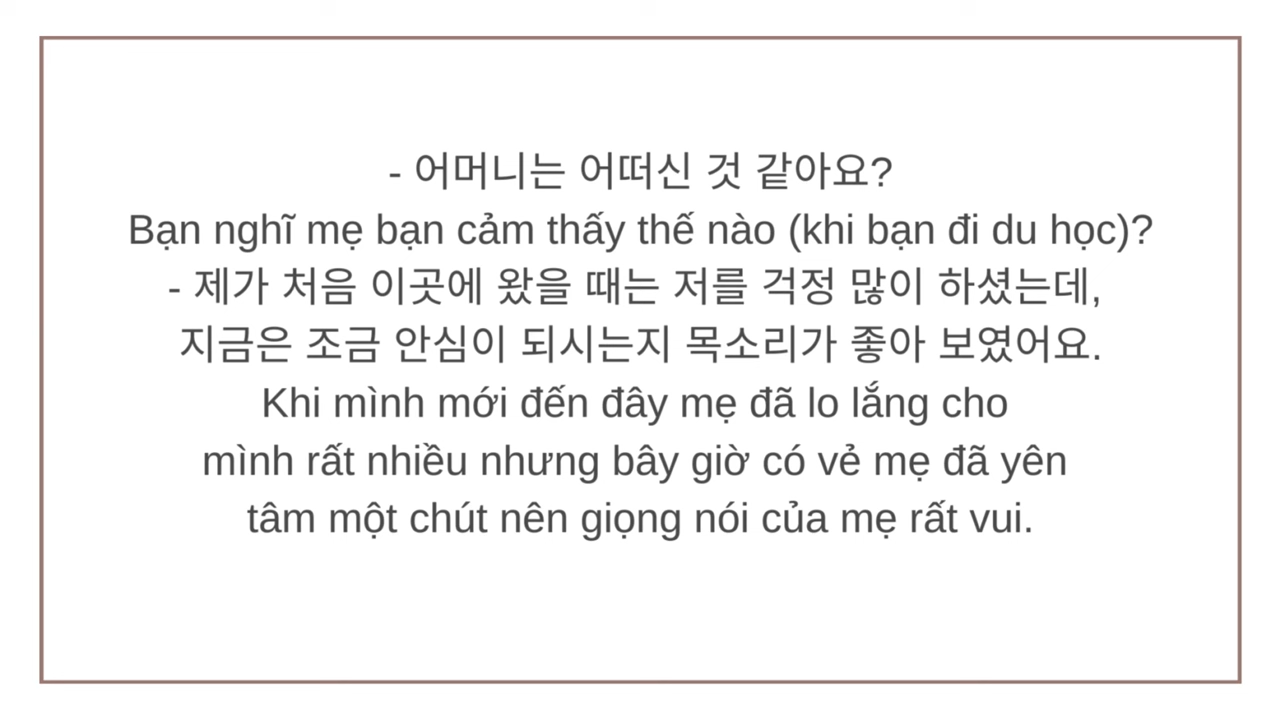 - 어머니는 어떠신 것 같아요?
Bạn nghĩ mẹ bạn cảm thấy thế nào (khi bạn đi du học)?
- 제가 처음 이곳에 왔을 때는 저를 걱정 많이 하셨는데,
지금은 조금 안심이 되시는지 목소리가 좋아 보였어요.
Khi mình mới đến đây mẹ đã lo lắng cho
mình rất nhiều nhưng bây giờ có vẻ mẹ đã yên
tâm một chút nên giọng nói của mẹ rất vui.